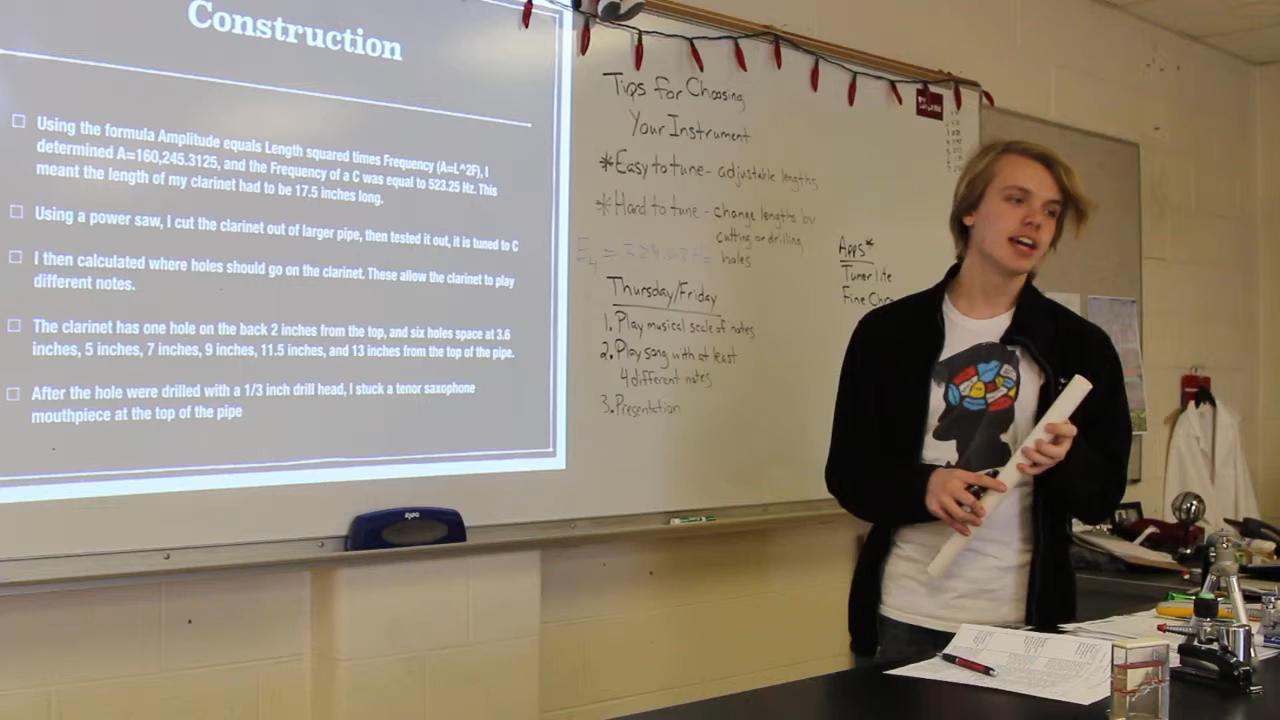 Construction
Using the formula Amplitude equals Length squared times Frequency (A=L^2F), I
determined A=160,245.3125, and the Frequency of a C was equal to 523.25 Hz. This
meant the length of my clarinet had to be 17.5 inches long.
Using a power saw, I cut the clarinet out of larger pipe, then tested it out, it is tuned to C
I then calculated where holes should go on the clarinet. These allow the clarinet to play
different notes.
The clarinet has one hole on the back 2 inches from the top, and six holes space at 3.6
inches, 5 inches, 7 inches, 9 inches, 11.5 inches, and 13 inches from the top of the pipe.
After the hole were drilled with a 1/3 inch drill head, I stuck a tenor saxophone
mouthpiece at the top of the pipe
Tips for Choosing
Your Instrument
*Easy to tune - adjustable lengths
*Hard to tune - change lengths by
cutting or drilling
holes
E4 =
Thursday/Friday
1. Play musical scale of notes
2. Play song with at least
4 different notes
3. Presentation
Apps*
Tuner lite
Fine Chro